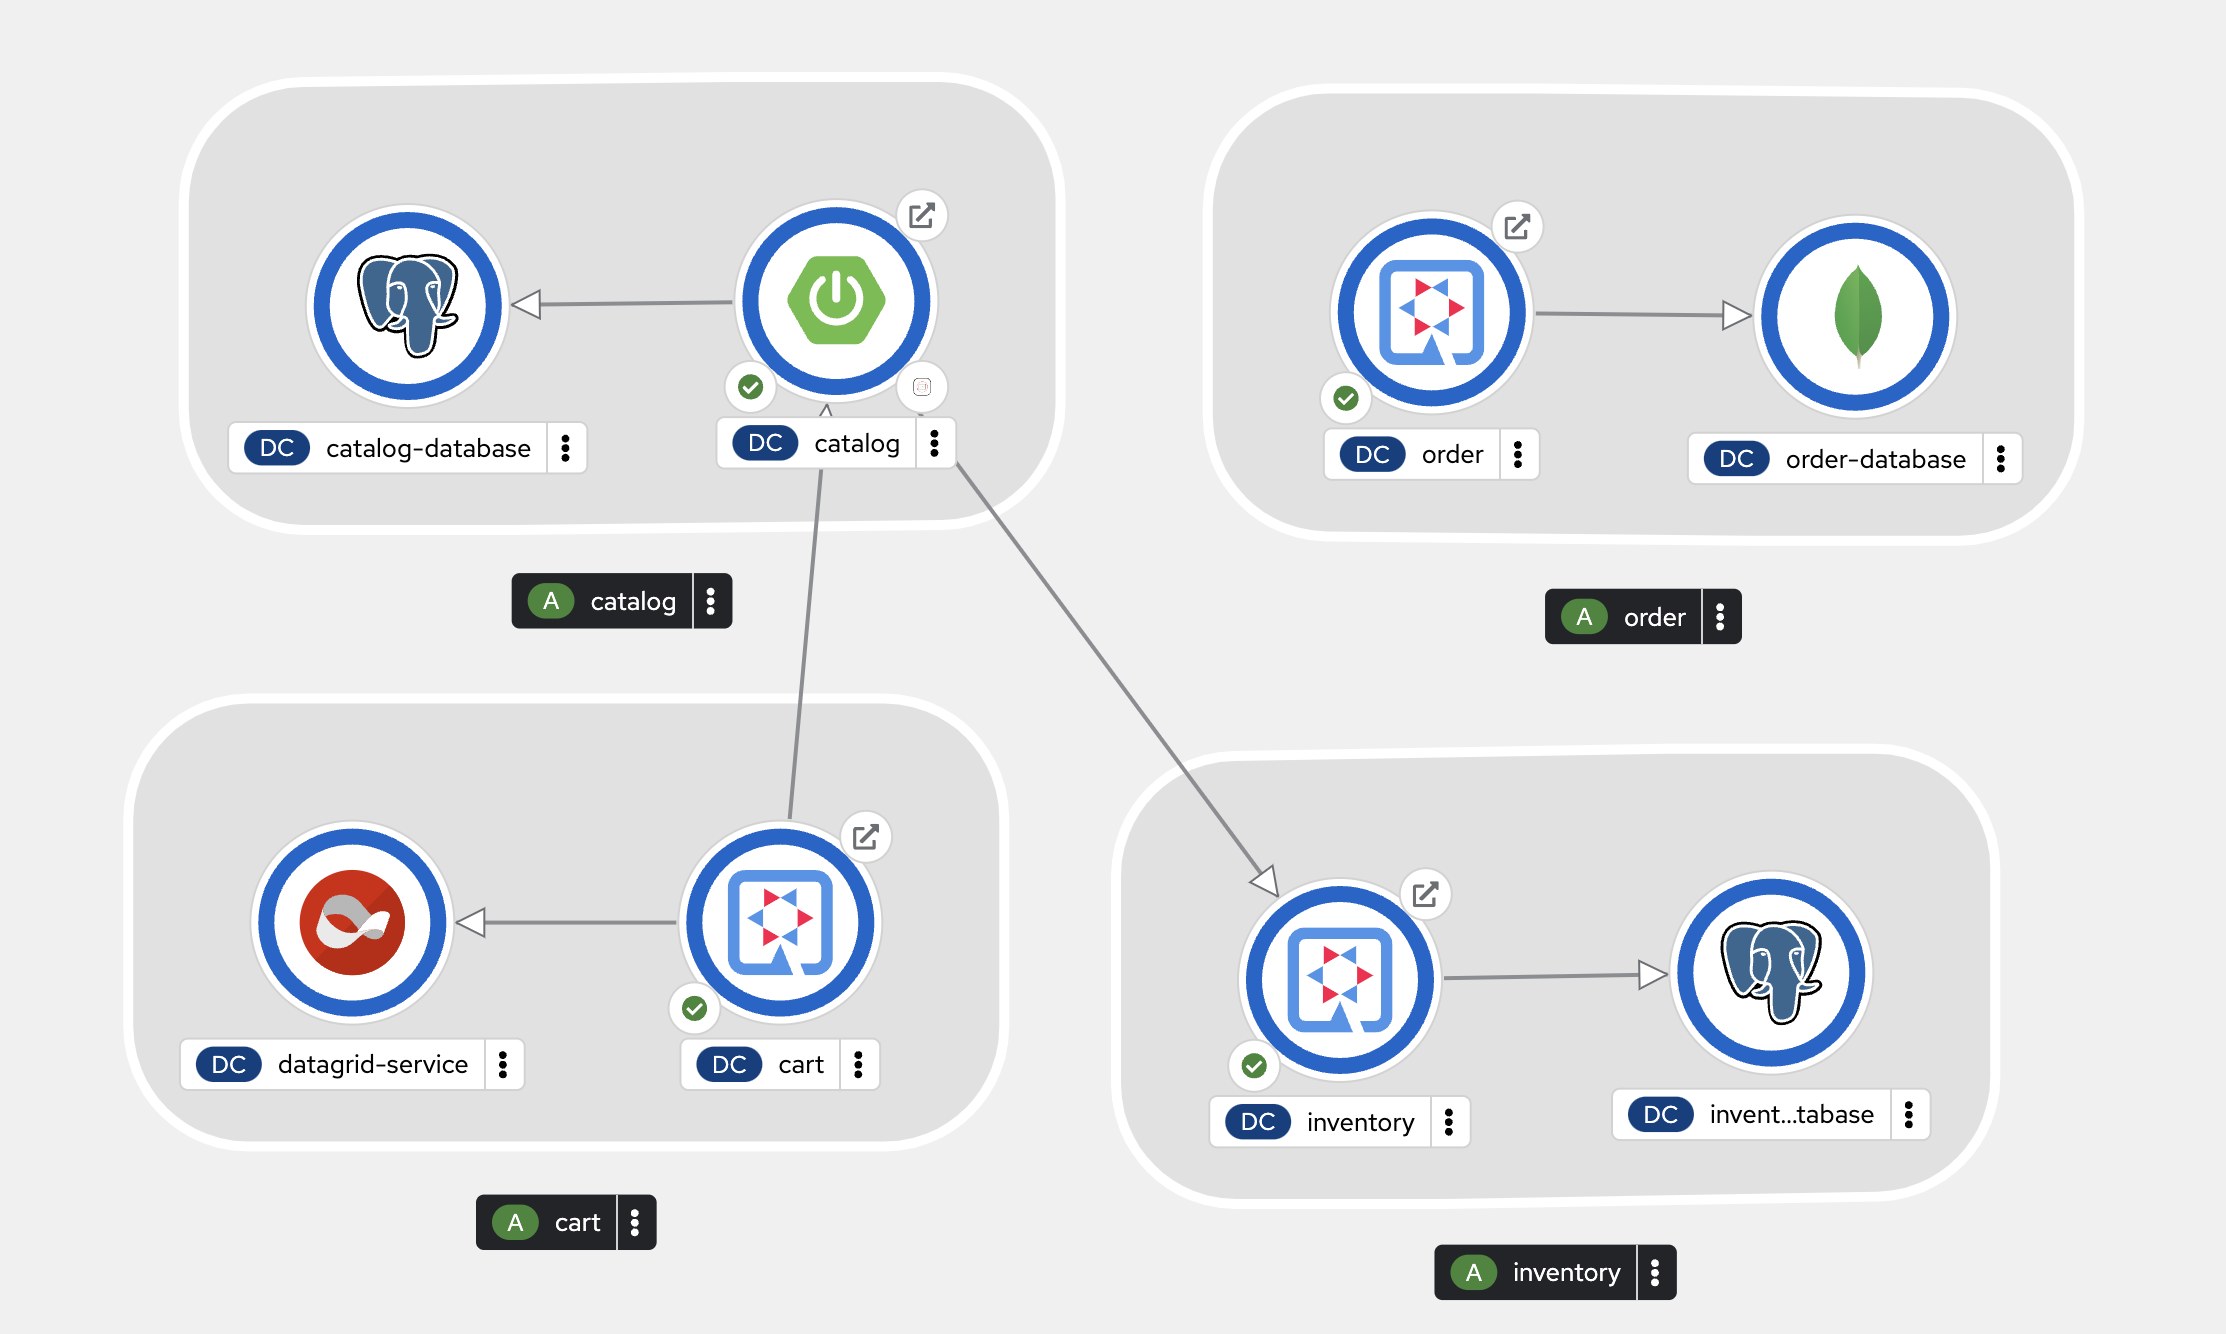 DC catalog-database
DC catalog
A catalog
DC order
DC order-database
A order
DC datagrid-service
DC cart
A cart
DC inventory
DC invent...tabase
A inventory